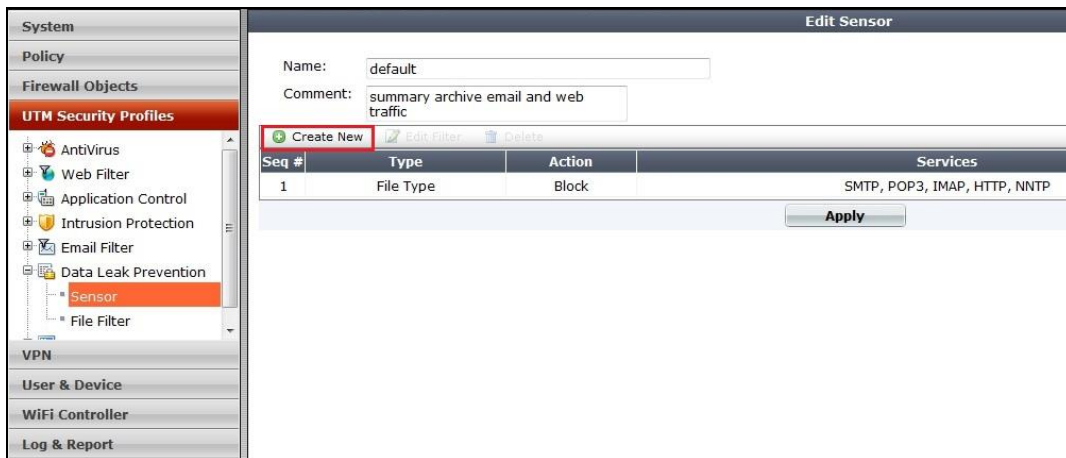 System
Policy
Firewall Objects
UTM Security Profiles
AntiVirus
Web Filter
Application Control
Intrusion Protection
Email Filter
Data Leak Prevention
Sensor
File Filter
VPN
User & Device
WiFi Controller
Log & Report
Edit Sensor
Name: default
Comment: summary archive email and web
traffic
Create New Edit Filter Delete
Seq # Type Action Services
1 File Type Block SMTP, POP3, IMAP, HTTP, NNTP
Apply